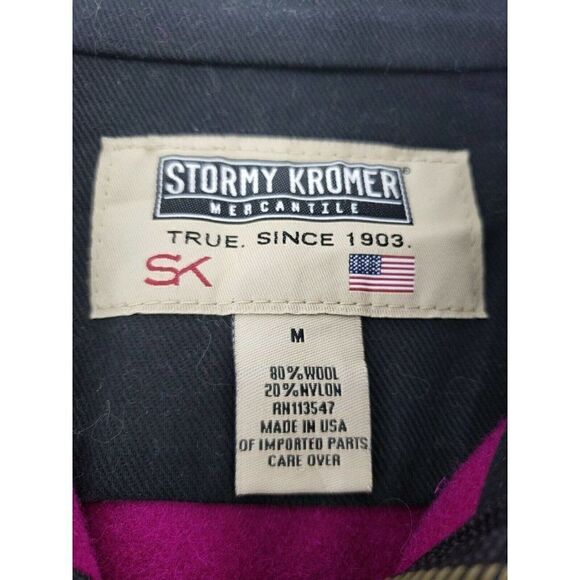 STORMY KROMER®
MERCANTILE
TRUE. SINCE 1903.
SK
M
80%WOOL
20%NYLON
RN113547
MADE IN USA
OF IMPORTED PARTS
CARE OVER